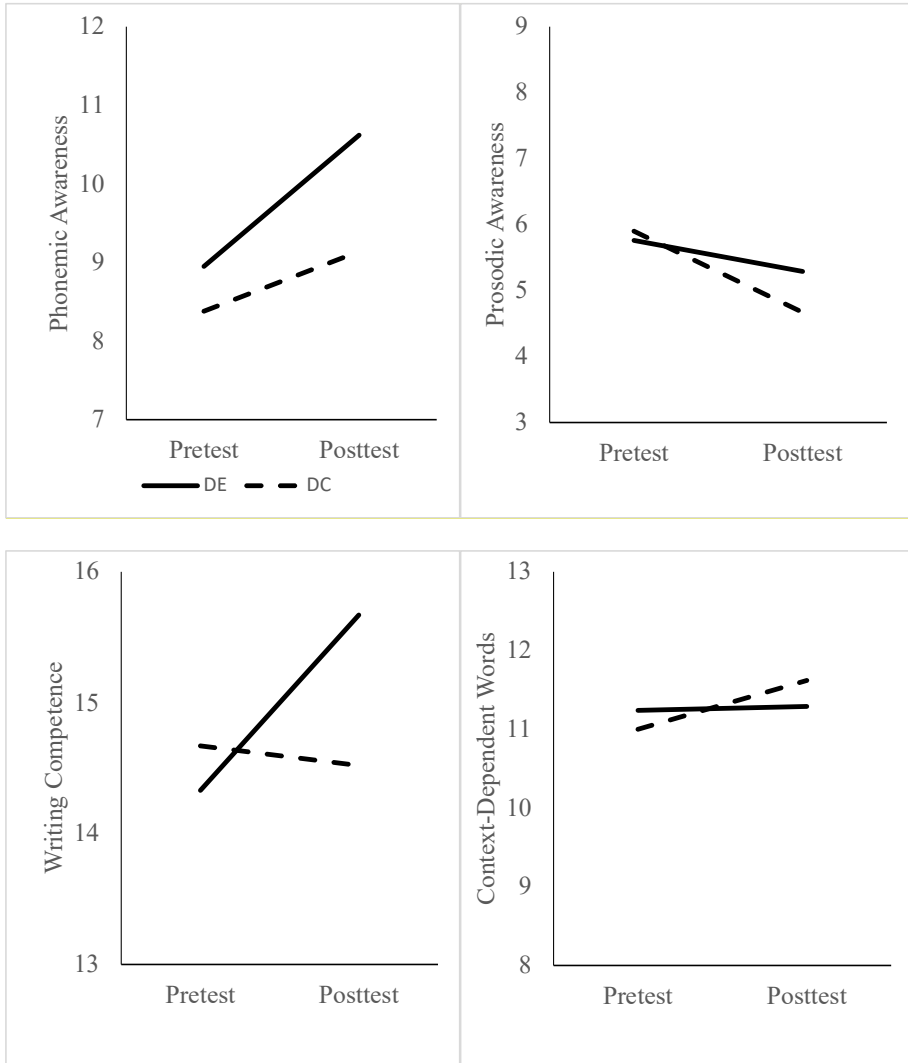 Phonemic Awareness
12
11
10
9
8
7
Pretest Posttest
DE DC
Prosodic Awareness
9
8
7
6
5
4
3
Pretest Posttest
Writing Competence
16
15
14
13
Pretest Posttest
Context-Dependent Words
13
12
11
10
9
8
Pretest Posttest